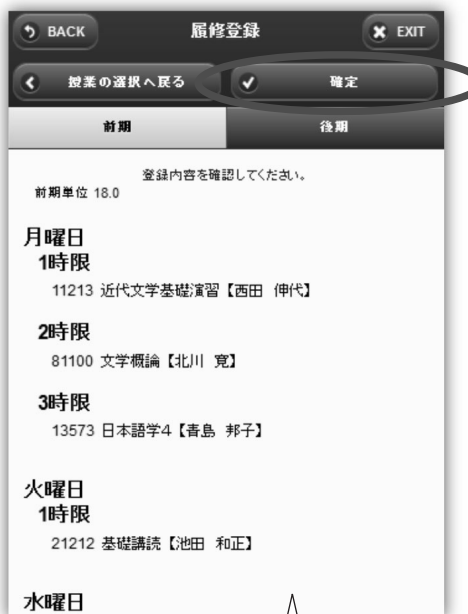 BACK 履修登録 EXIT
授業の選択へ戻る 確定
前期 後期
登録内容を確認してください。
前期単位 18.0
月曜日
1時限
11213 近代文学基礎演習【西田 伸代】
2時限
81100 文学概論【北川 寛】
3時限
13573 日本語学4【青島 邦子】
火曜日
1時限
21212 基礎講読【池田 和正】
水曜日